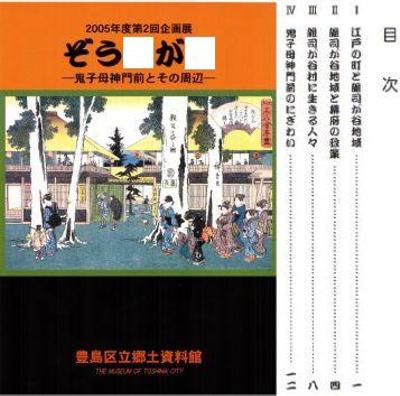 2005年度第2回企画展
ぞう が
―鬼子母神門前とその周辺―
豊島区立郷土資料館
THE MUSEUM OF TOSHIMA CITY
目次
Ⅰ 江戸の町と雑司が谷地域……一
Ⅱ 雑司が谷地域と幕府の政策……四
Ⅲ 雑司が谷村に生きる人々……八
Ⅳ 鬼子母神門前のにぎわい……一二